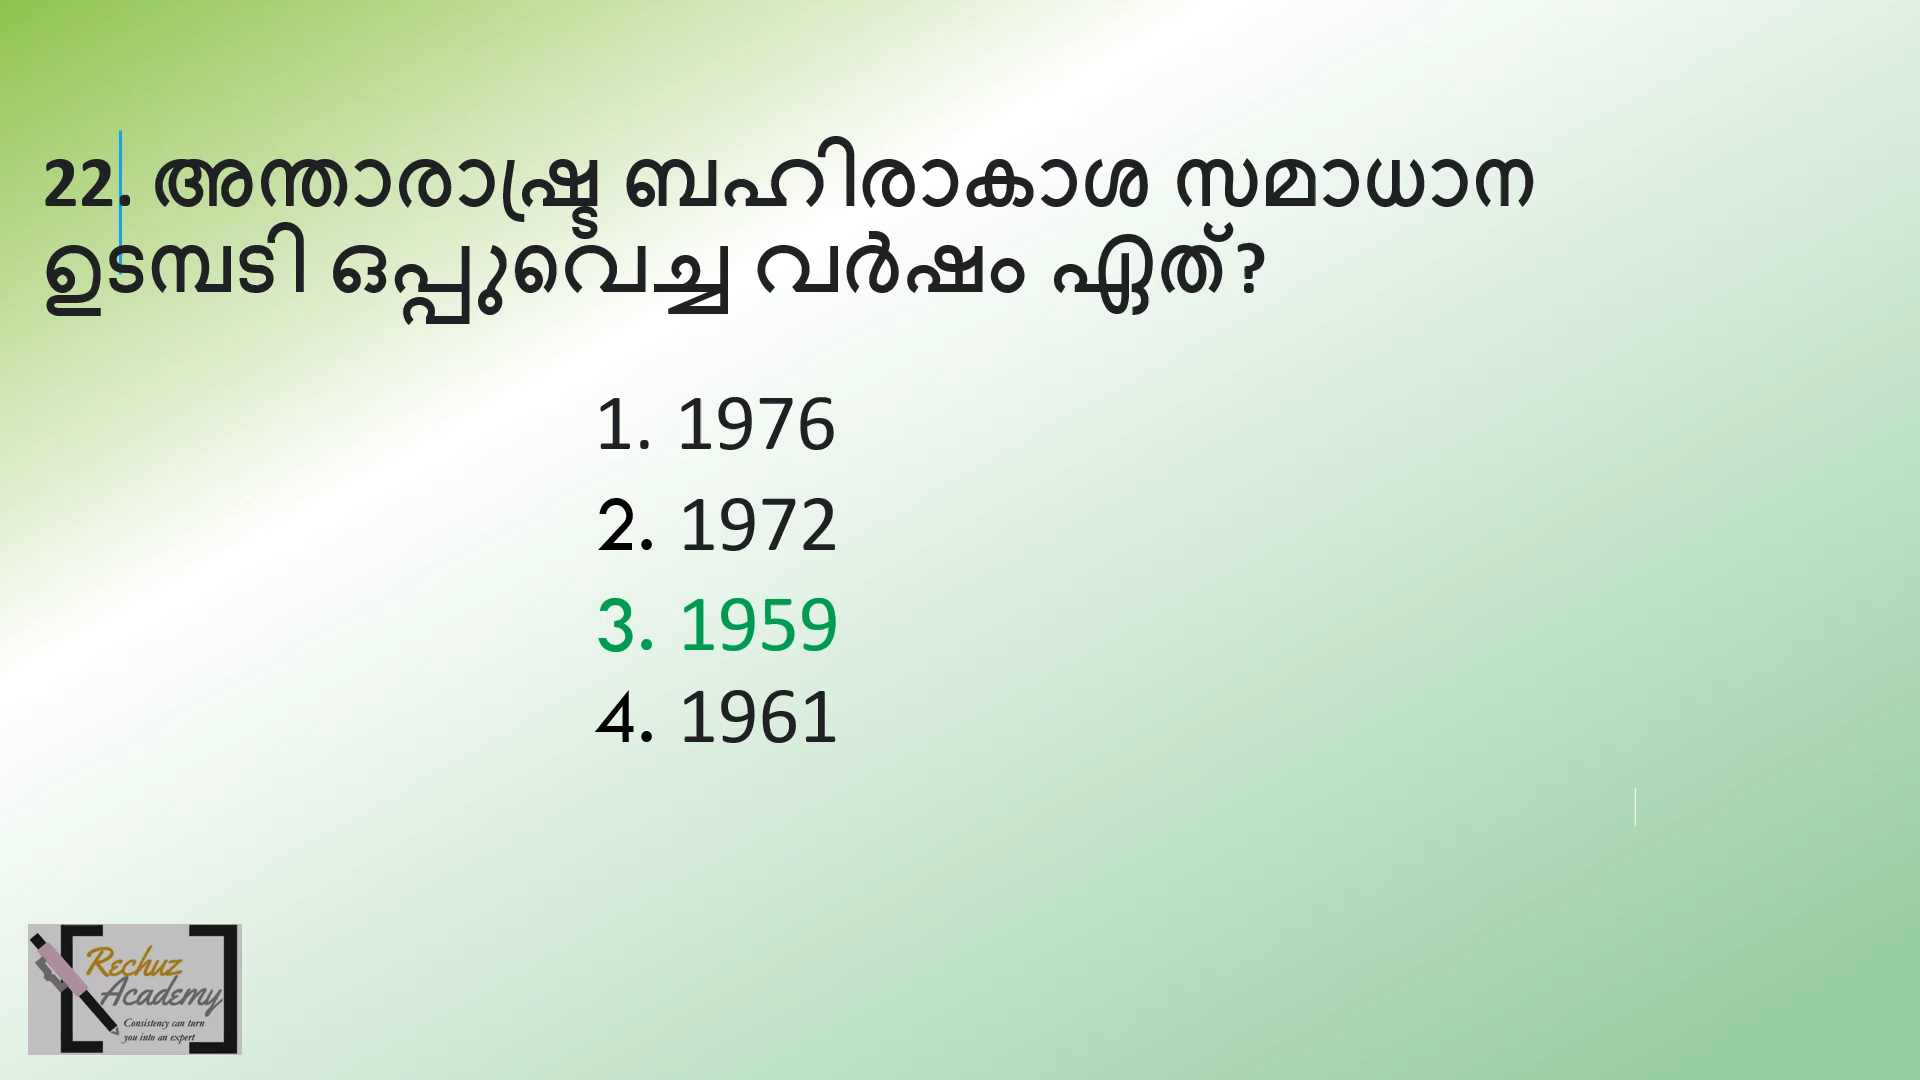 22. അന്താരാഷ്ട്ര ബഹിരാകാശ സമാധാന
ഉടമ്പടി ഒപ്പുവെച്ച വർഷം ഏത്?
1. 1976
2. 1972
3. 1959
4. 1961
Rechuz
Academy
Consistency can turn
you into an expert